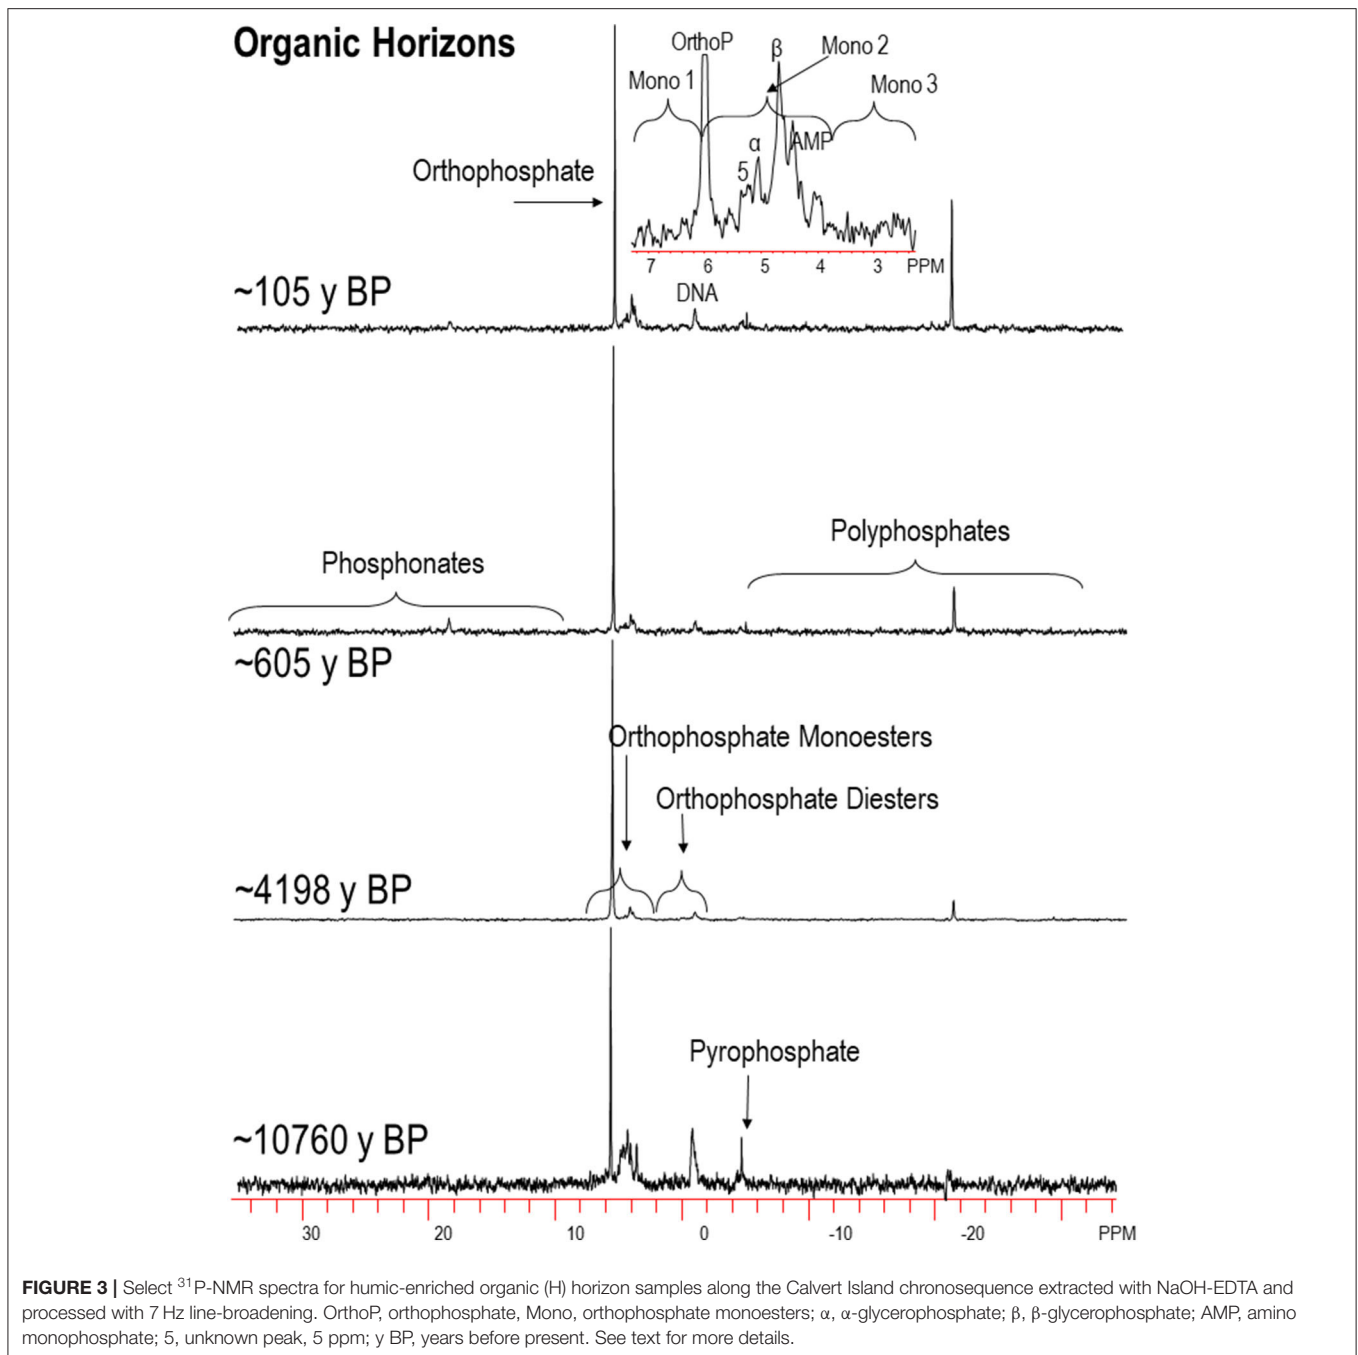 Organic Horizons
OrthoP
β
Mono 2
Mono 1
Mono 3
α
AMP
5
Orthophosphate
7 6 5 4 3 PPM
~105 y BP
DNA
Polyphosphates
Phosphonates
~605 y BP
Orthophosphate Monoesters
Orthophosphate Diesters
~4198 y BP
Pyrophosphate
~10760 y BP
30 20 10 0 -10 -20 PPM
FIGURE 3 | Select ³¹P-NMR spectra for humic-enriched organic (H) horizon samples along the Calvert Island chronosequence extracted with NaOH-EDTA and
processed with 7 Hz line-broadening. OrthoP, orthophosphate, Mono, orthophosphate monoesters; α, α-glycerophosphate; β, β-glycerophosphate; AMP, amino
monophosphate; 5, unknown peak, 5 ppm; y BP, years before present. See text for more details.